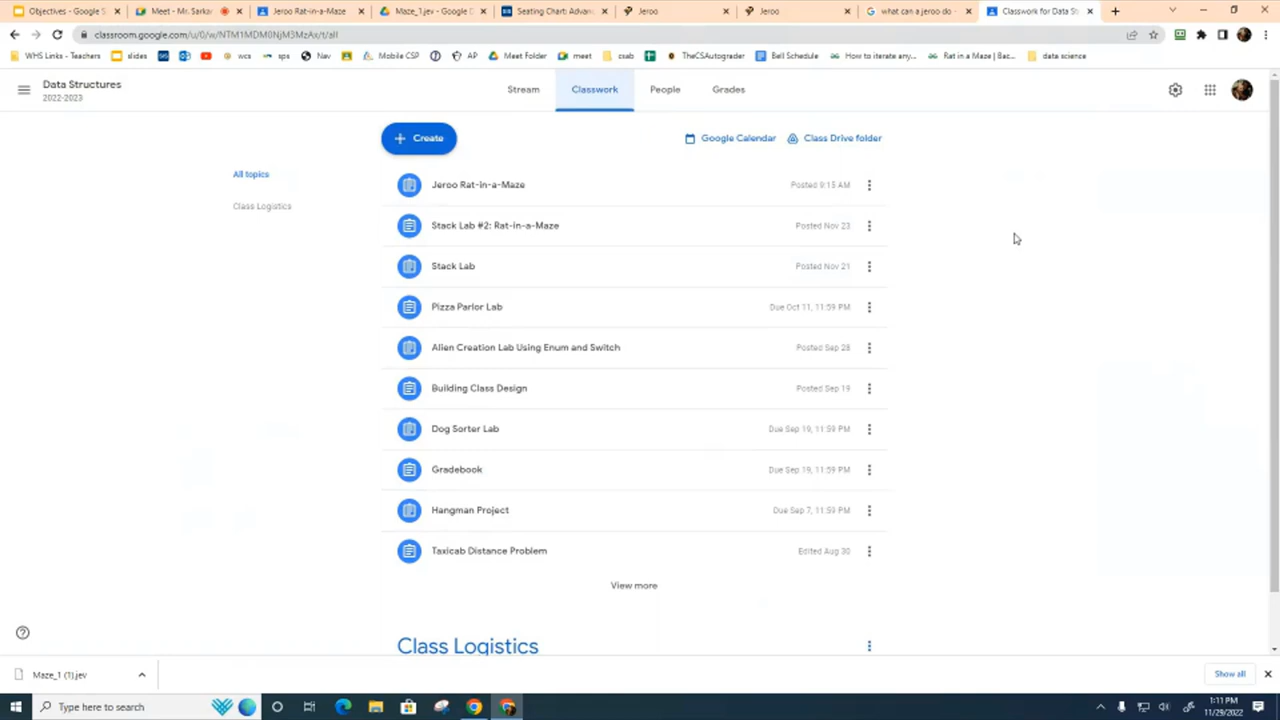 Objectives - Google S
Meet - Mr. Sarkar
Jeroo Rat-in-a-Maze
Maze_1.jev - Google D
Seating Chart: Advanc
Jeroo
Jeroo
what can a jeroo do -
Classwork for Data St
classroom.google.com/u/0/w/NTM1MDM0NjM3MzAx/t/all
WHS Links - Teachers
slides
wcs
sps
Nav
Mobile CSP
AP
Meet Folder
meet
csab
TheCSAutograder
Bell Schedule
How to iterate any...
Rat in a Maze | Bac...
data science
Data Structures
2022-2023
Stream
Classwork
People
Grades
Create
Google Calendar
Class Drive folder
All topics
Class Logistics
Jeroo Rat-in-a-Maze Posted 9:15 AM
Stack Lab #2: Rat-in-a-Maze Posted Nov 23
Stack Lab Posted Nov 21
Pizza Parlor Lab Due Oct 11, 11:59 PM
Alien Creation Lab Using Enum and Switch Posted Sep 28
Building Class Design Posted Sep 19
Dog Sorter Lab Due Sep 19, 11:59 PM
Gradebook Due Sep 19, 11:59 PM
Hangman Project Due Sep 7, 11:59 PM
Taxicab Distance Problem Edited Aug 30
View more
Class Logistics
Maze_1 (1).jev
Show all
Type here to search
1:11 PM
11/29/2022